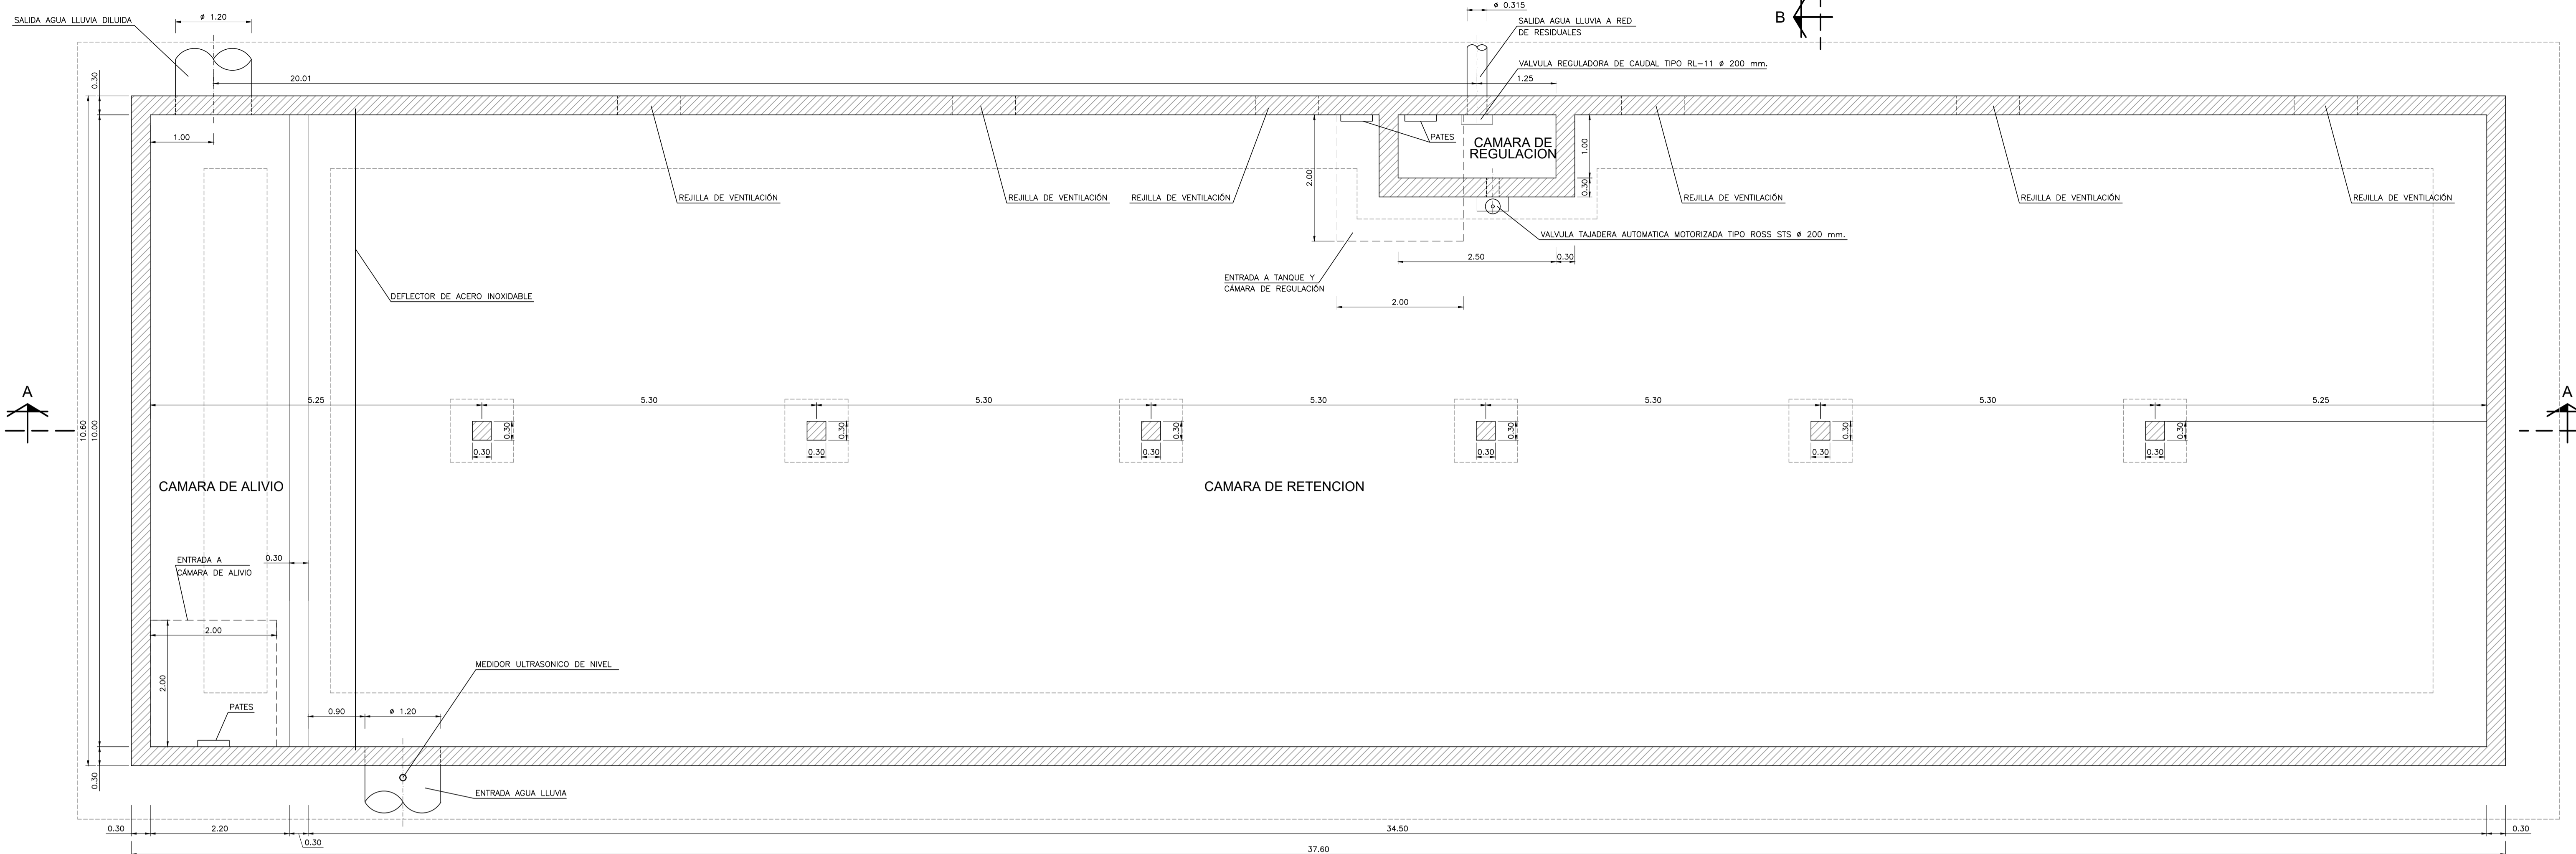 ø 0.315
SALIDA AGUA LLUVIA DILUIDA
ø 1.20
SALIDA AGUA LLUVIA A RED
DE RESIDUALES
B
VALVULA REGULADORA DE CAUDAL TIPO RL-11 ø 200 mm.
0.30
20.01
1.25
1.00
PATES
CAMARA DE
REGULACION
1.00
2.00
0.30
REJILLA DE VENTILACIÓN
REJILLA DE VENTILACIÓN
REJILLA DE VENTILACIÓN
REJILLA DE VENTILACIÓN
REJILLA DE VENTILACIÓN
REJILLA DE VENTILACIÓN
VALVULA TAJADERA AUTOMATICA MOTORIZADA TIPO ROSS STS ø 200 mm.
2.50
0.30
ENTRADA A TANQUE Y
CÁMARA DE REGULACIÓN
DEFLECTOR DE ACERO INOXIDABLE
2.00
A
A
5.25
5.30
5.30
5.30
5.30
5.30
5.25
10.60
10.00
0.30
0.30
0.30
0.30
0.30
0.30
0.30
0.30
0.30
0.30
0.30
0.30
CAMARA DE ALIVIO
CAMARA DE RETENCION
ENTRADA A
CÁMARA DE ALIVIO
0.30
2.00
2.00
MEDIDOR ULTRASONICO DE NIVEL
PATES
0.90
ø 1.20
0.30
ENTRADA AGUA LLUVIA
0.30
2.20
0.30
34.50
0.30
37.60